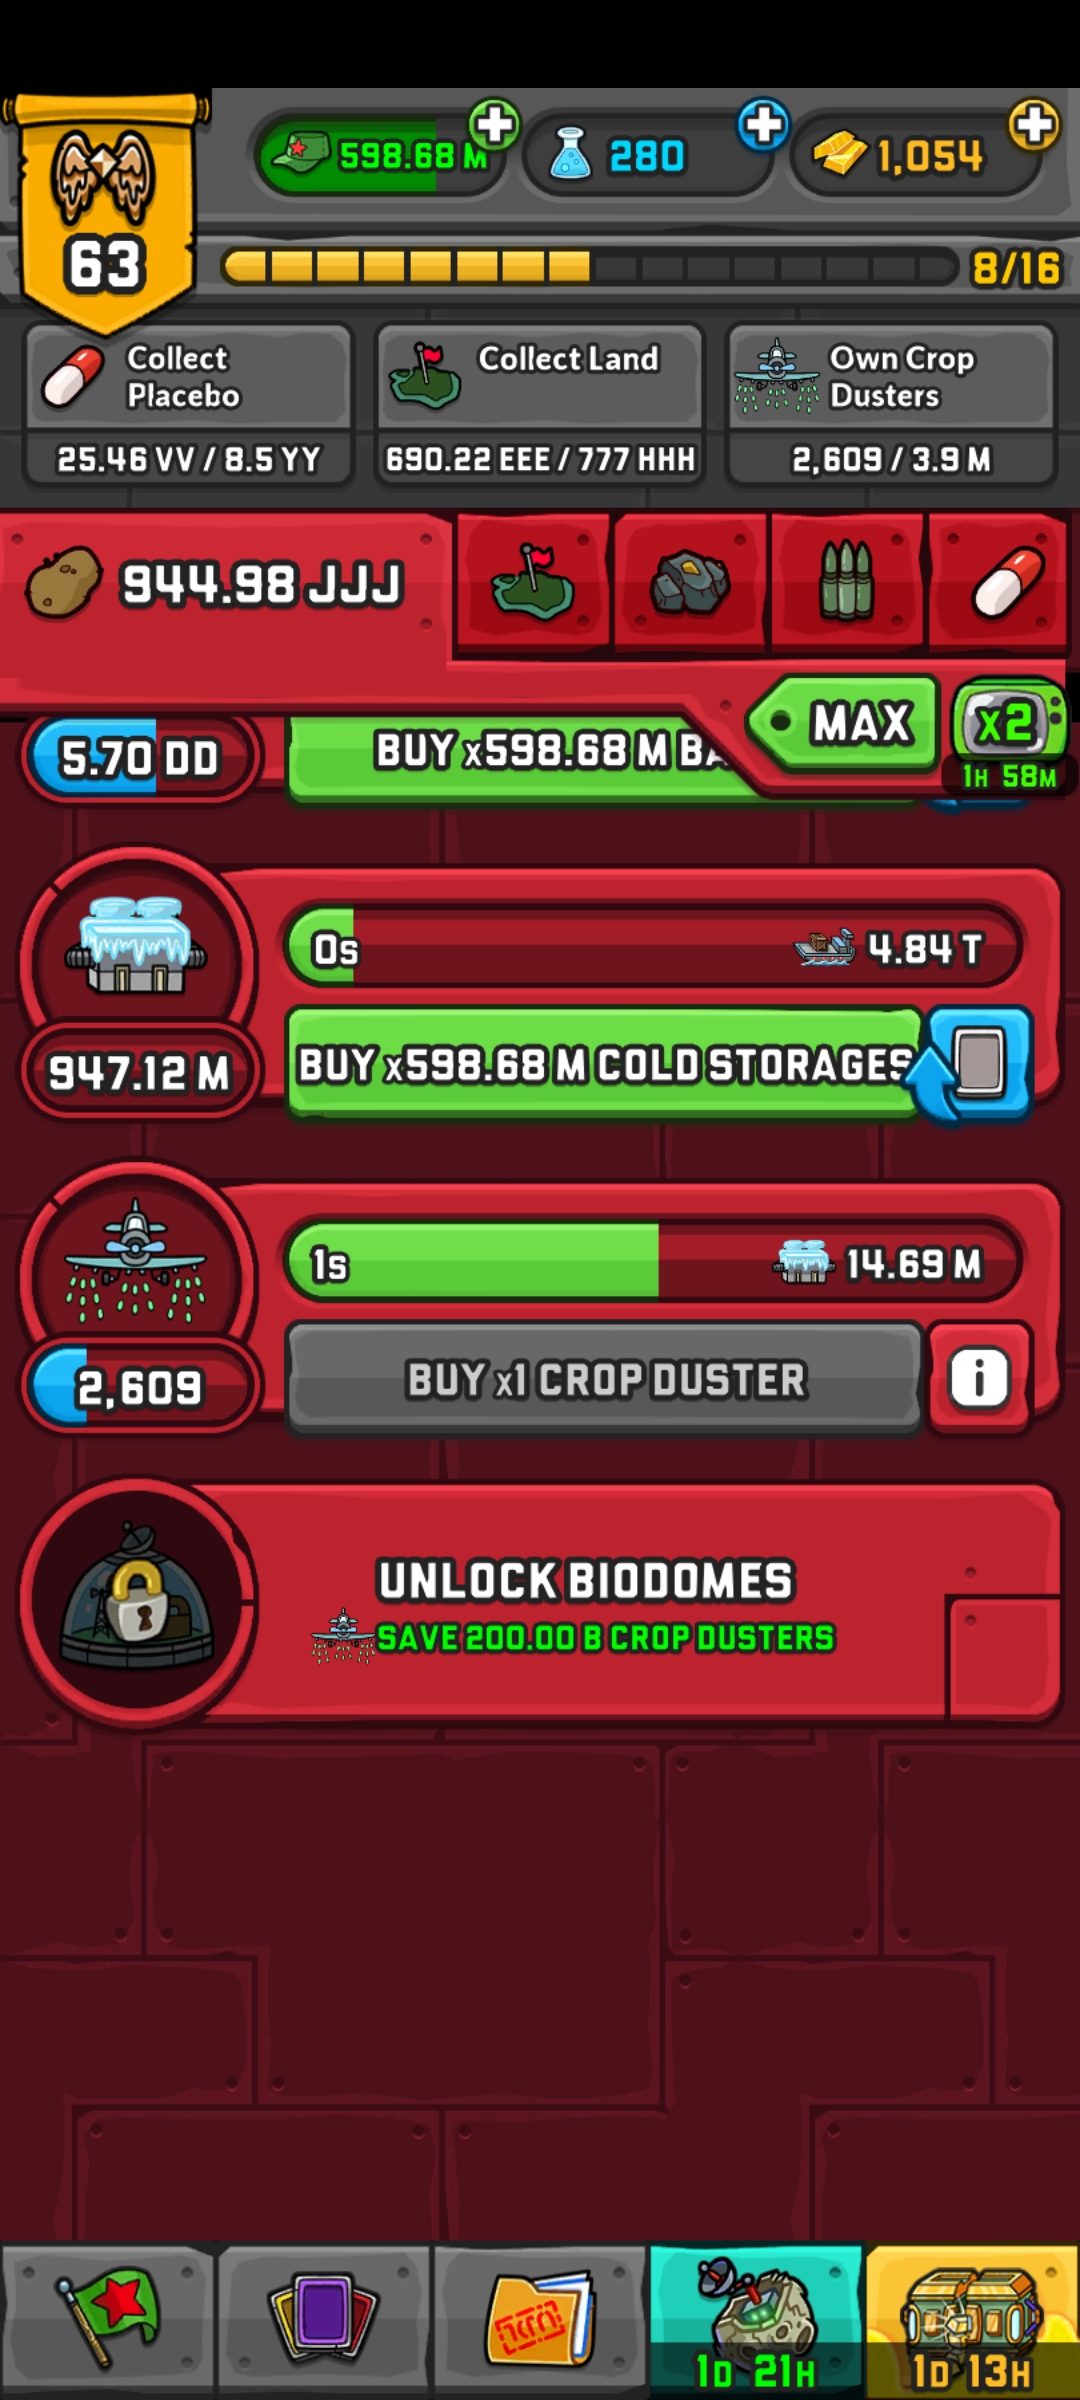 598.68 M
280
1,054
63
8/16
Collect
Placebo
25.46 VV / 8.5 YY
Collect Land
690.22 EEE / 777 HHH
Own Crop
Dusters
2,609 / 3.9 M
944.98 JJJ
MAX
x2
1H 58M
5.70 DD
BUY x598.68 M BA
0s
4.84 T
947.12 M
BUY x598.68 M COLD STORAGES
1s
14.69 M
2,609
BUY x1 CROP DUSTER
i
UNLOCK BIODOMES
SAVE 200.00 B CROP DUSTERS
1D 21H
1D 13H